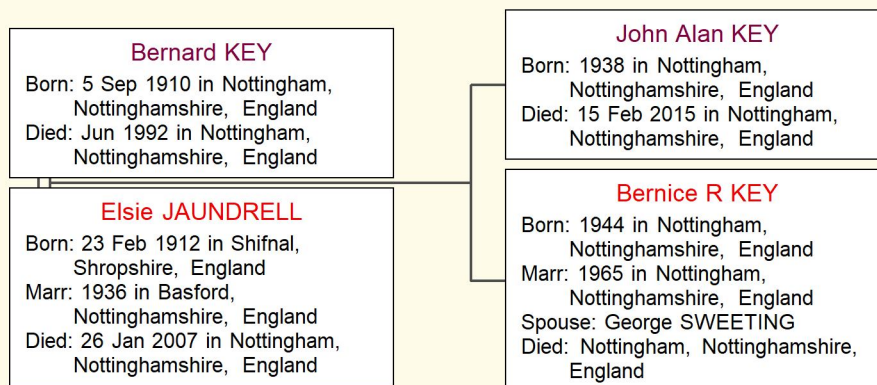 Bernard KEY
Born: 5 Sep 1910 in Nottingham,
Nottinghamshire, England
Died: Jun 1992 in Nottingham,
Nottinghamshire, England
Elsie JAUNDRELL
Born: 23 Feb 1912 in Shifnal,
Shropshire, England
Marr: 1936 in Basford,
Nottinghamshire, England
Died: 26 Jan 2007 in Nottingham,
Nottinghamshire, England
John Alan KEY
Born: 1938 in Nottingham,
Nottinghamshire, England
Died: 15 Feb 2015 in Nottingham,
Nottinghamshire, England
Bernice R KEY
Born: 1944 in Nottingham,
Nottinghamshire, England
Marr: 1965 in Nottingham,
Nottinghamshire, England
Spouse: George SWEETING
Died: Nottingham, Nottinghamshire,
England